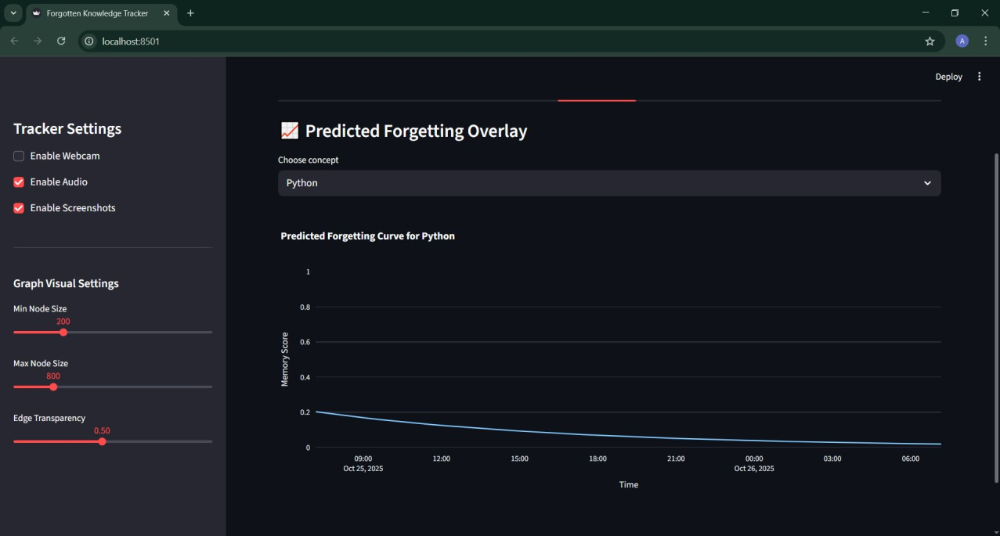 Forgotten Knowledge Tracker
localhost:8501
A
Deploy
Tracker Settings
Enable Webcam
Enable Audio
Enable Screenshots
Graph Visual Settings
Min Node Size
200
Max Node Size
800
Edge Transparency
0.50
Predicted Forgetting Overlay
Choose concept
Python
Predicted Forgetting Curve for Python
Memory Score
1
0.8
0.6
0.4
0.2
0
09:00 12:00 15:00 18:00 21:00 00:00 03:00 06:00
Oct 25, 2025 Oct 26, 2025
Time